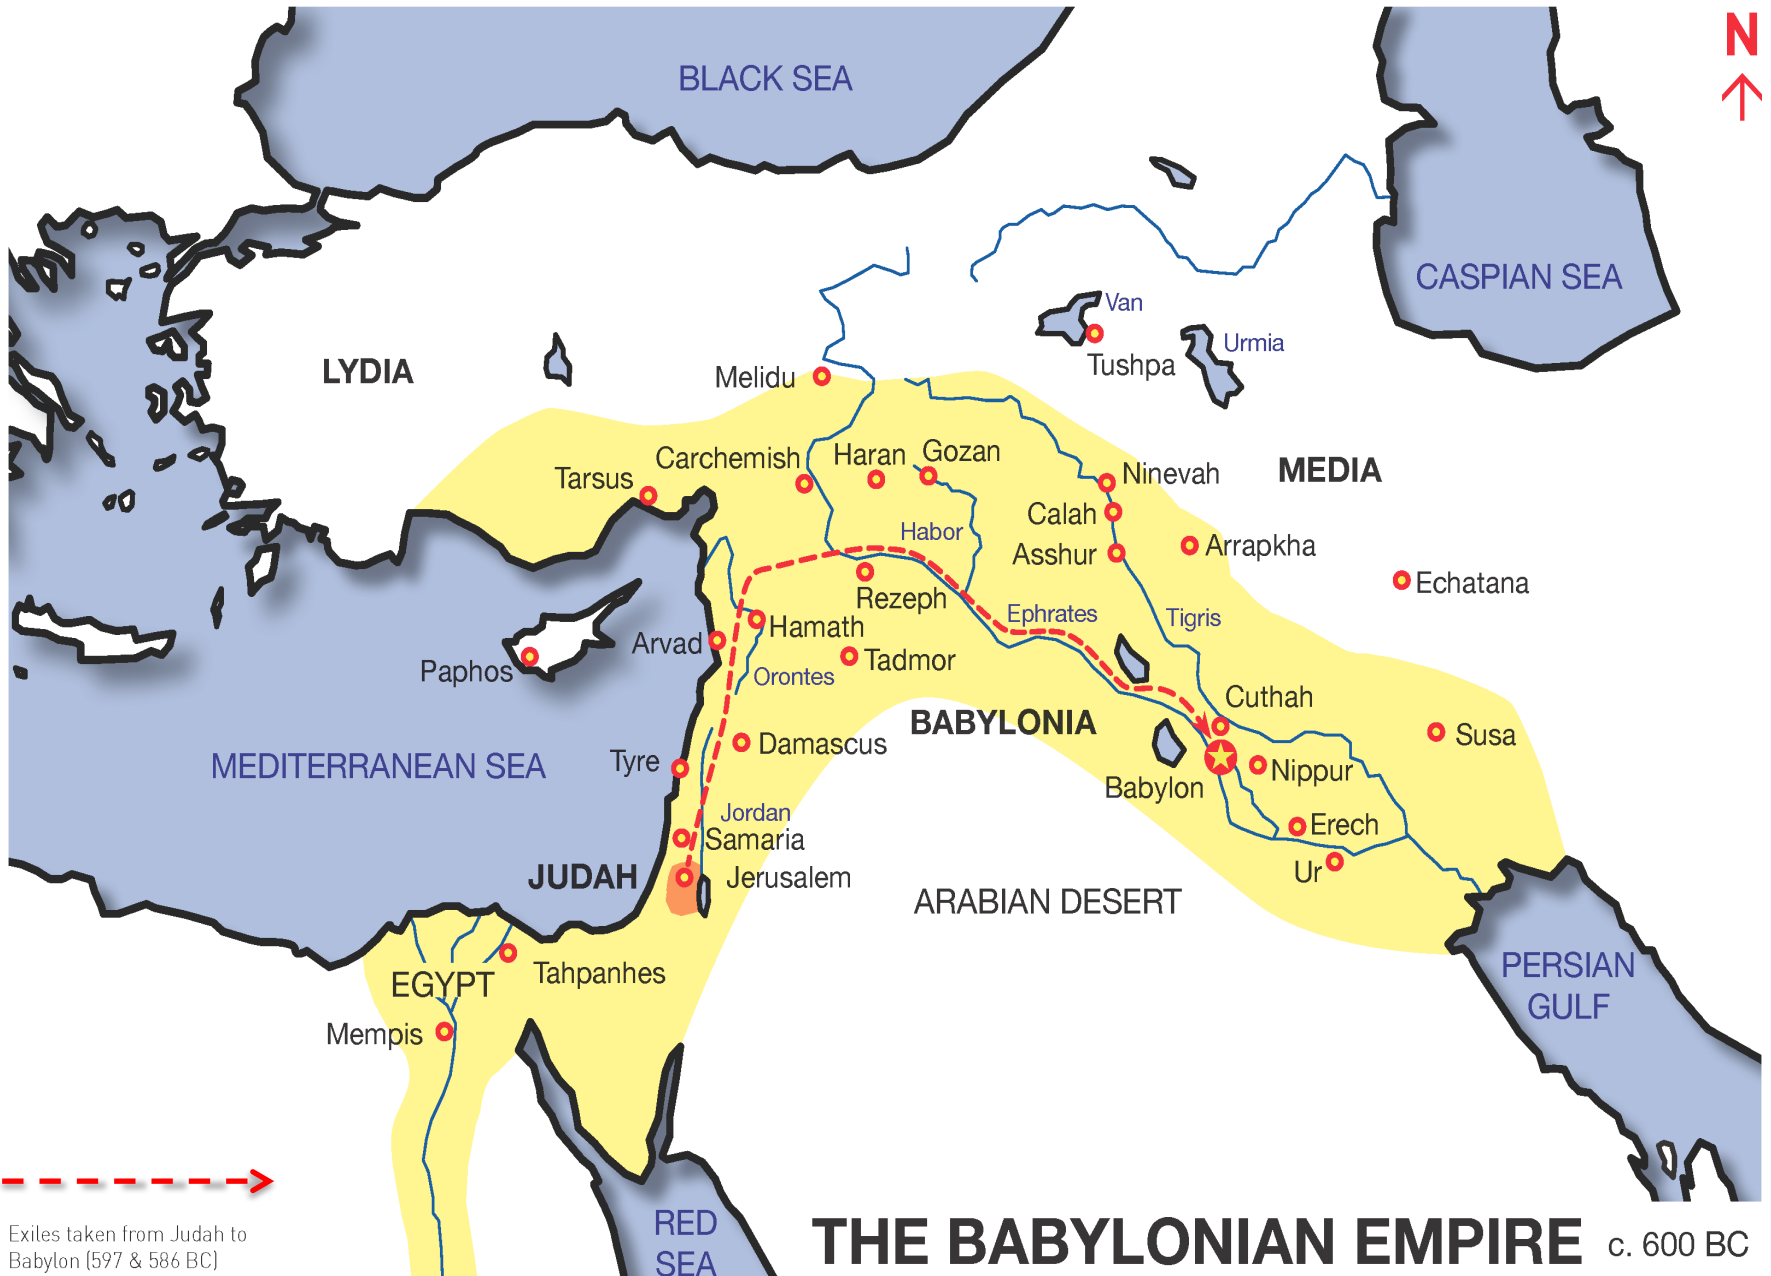 BLACK SEA
N
CASPIAN SEA
Van
Urmia
Tushpa
LYDIA
Melidu
Carchemish
Haran
Gozan
Tarsus
Ninevah
MEDIA
Calah
Habor
Asshur
Arrapkha
Echatana
Rezeph
Ephrates
Tigris
Hamath
Arvad
Tadmor
Paphos
Orontes
Cuthah
BABYLONIA
Susa
Damascus
MEDITERRANEAN SEA
Tyre
Nippur
Babylon
Jordan
Samaria
Erech
JUDAH
Jerusalem
Ur
ARABIAN DESERT
EGYPT
Tahpanhes
PERSIAN
GULF
Mempis
RED
SEA
Exiles taken from Judah to
Babylon (597 & 586 BC)
THE BABYLONIAN EMPIRE c. 600 BC